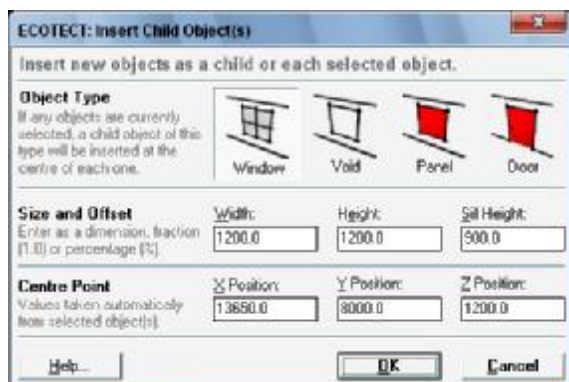 ECOTECT: Insert Child Object(s)
Insert new objects as a child or each selected object.
Object Type
If any objects are currently
selected, a child object of this
type will be inserted at the
centre of each one.
Window Void Panel Door
Size and Offset
Enter as a dimension, fraction
(1.0) or percentage (%).
Width: Height: Sill Height:
1200.0 1200.0 900.0
Centre Point
Values taken automatically
from selected object(s).
X Position: Y Position: Z Position:
13650.0 8000.0 1200.0
Help... OK Cancel